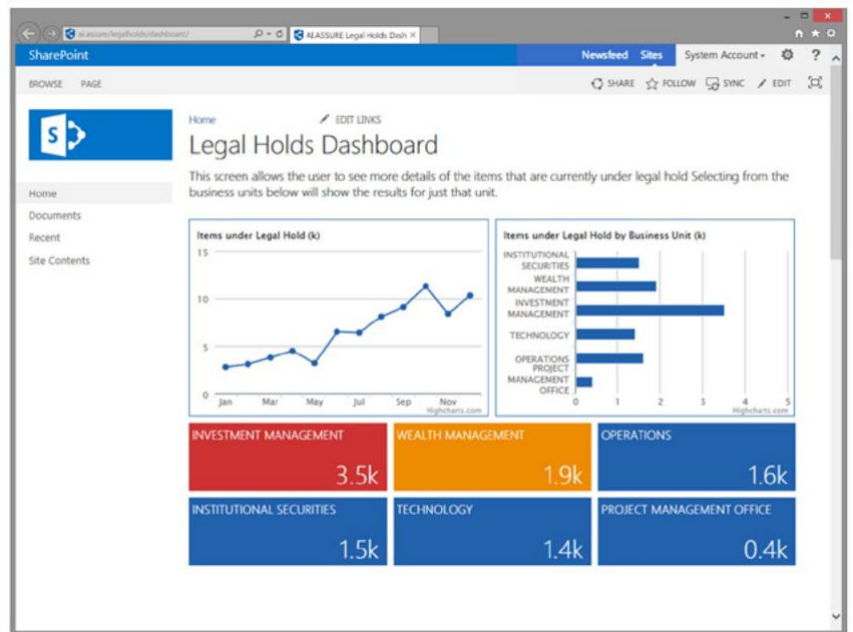 ai.assure/legalholds/dashboard/
AI.ASSURE Legal Holds Dash
SharePoint
Newsfeed Sites System Account
?
BROWSE PAGE
SHARE FOLLOW SYNC EDIT
S
Home
EDIT LINKS
Legal Holds Dashboard
This screen allows the user to see more details of the items that are currently under legal hold Selecting from the
business units below will show the results for just that unit.
Home
Documents
Recent
Site Contents
Items under Legal Hold (k)
15
10
5
0
Jan Mar May Jul Sep Nov
Highcharts.com
Items under Legal Hold by Business Unit (k)
INSTITUTIONAL
SECURITIES
WEALTH
MANAGEMENT
INVESTMENT
MANAGEMENT
TECHNOLOGY
OPERATIONS
PROJECT
MANAGEMENT
OFFICE
0 1 2 3 4 5
Highcharts.com
INVESTMENT MANAGEMENT
3.5k
WEALTH MANAGEMENT
1.9k
OPERATIONS
1.6k
INSTITUTIONAL SECURITIES
1.5k
TECHNOLOGY
1.4k
PROJECT MANAGEMENT OFFICE
0.4k